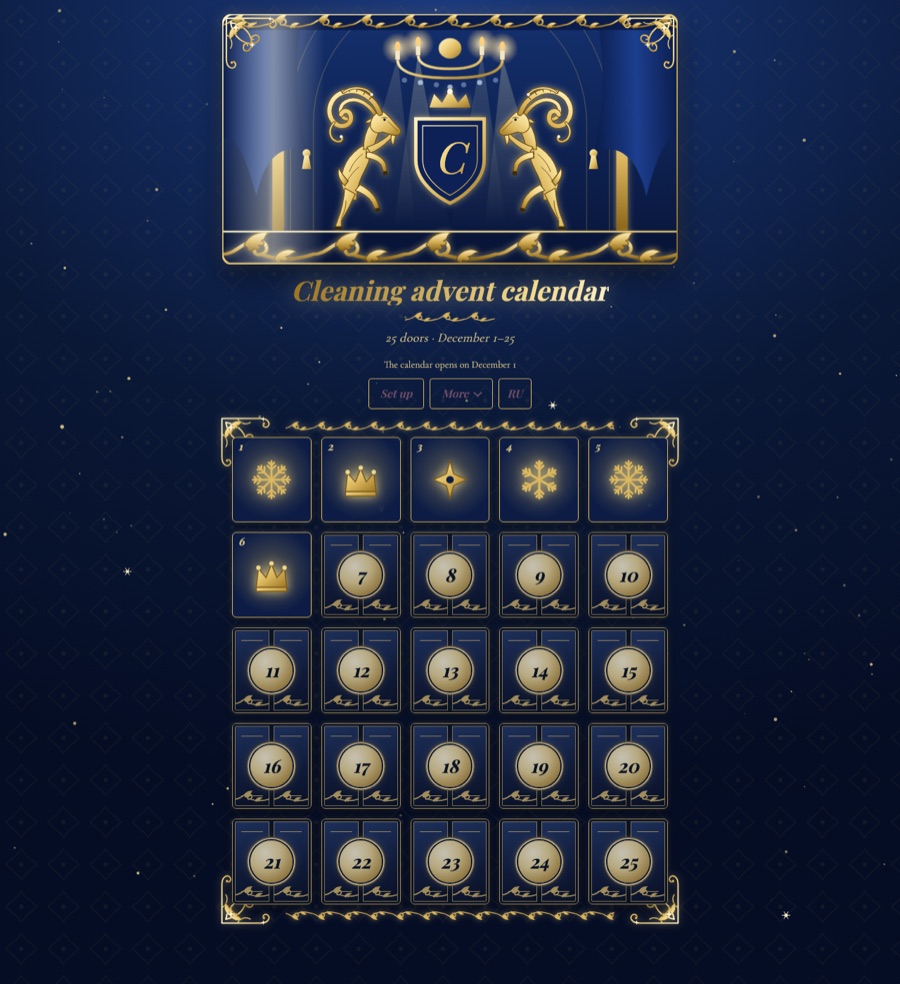 C
Cleaning advent calendar
25 doors · December 1–25
The calendar opens on December 1
Set up More RU
1 2 3 4 5
6 7 8 9 10
11 12 13 14 15
16 17 18 19 20
21 22 23 24 25